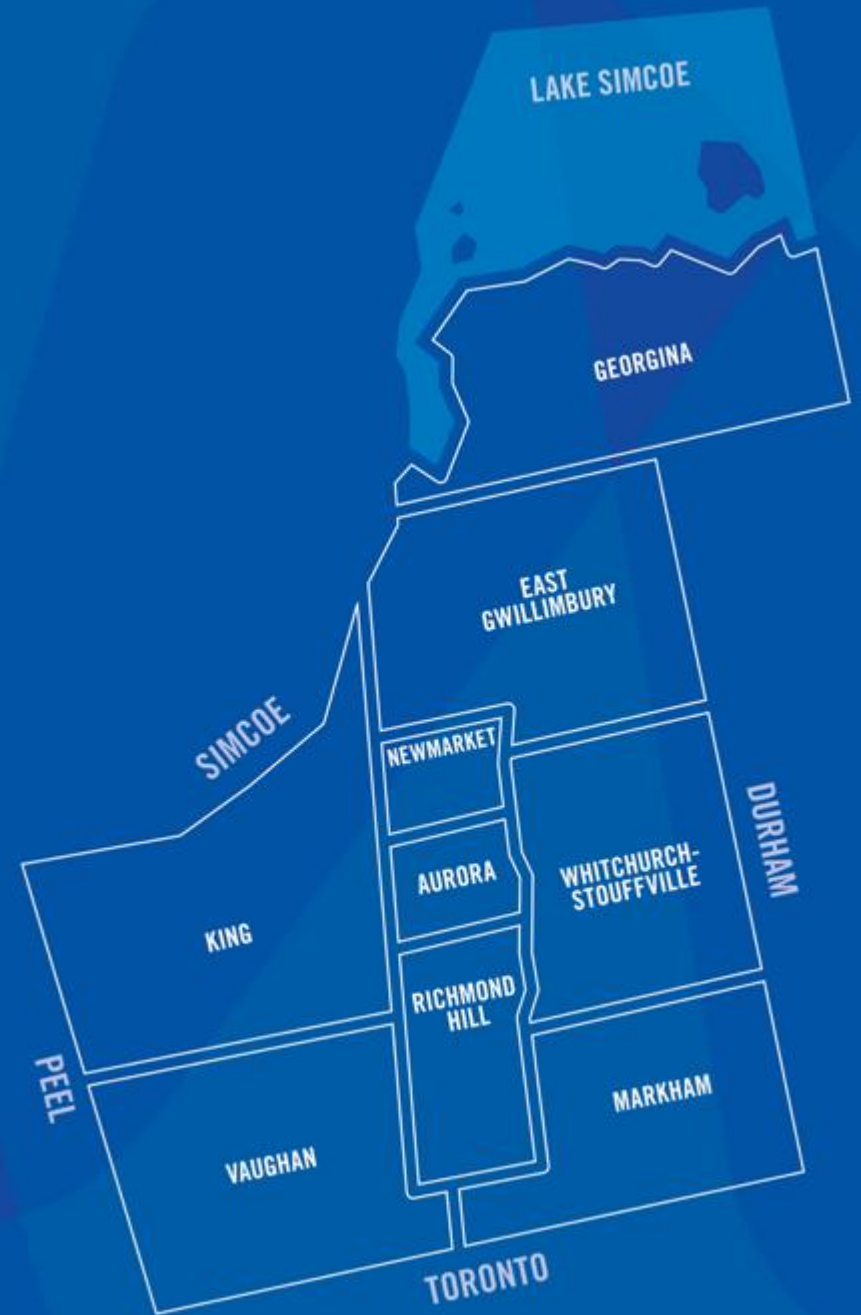 LAKE SIMCOE
GEORGINA
EAST
GWILLIMBURY
SIMCOE
NEWMARKET
DURHAM
AURORA
WHITCHURCH-
STOUFFVILLE
KING
RICHMOND
HILL
PEEL
MARKHAM
VAUGHAN
TORONTO